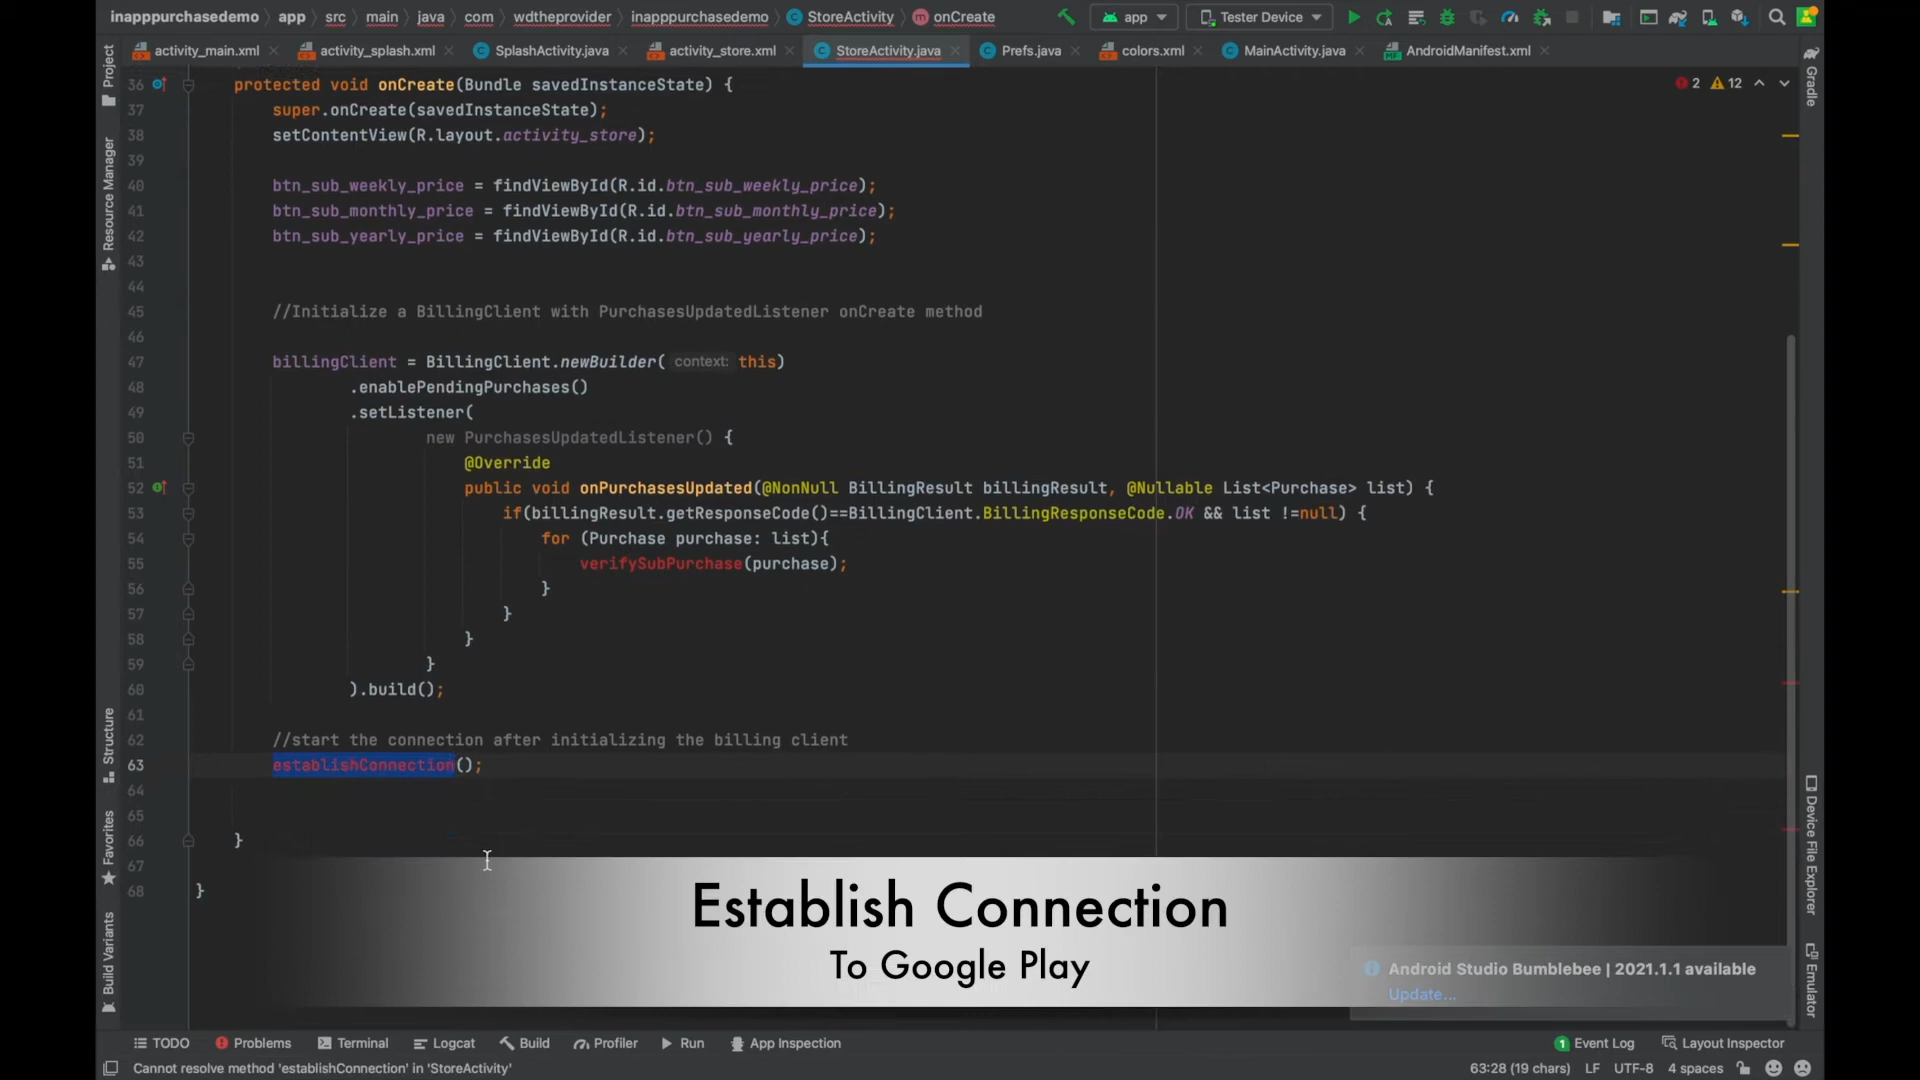 inapppurchasedemo app src main java com wdtheprovider inapppurchasedemo StoreActivity onCreate app Tester Device
activity_main.xml activity_splash.xml SplashActivity.java activity_store.xml StoreActivity.java Prefs.java colors.xml MainActivity.java AndroidManifest.xml
Project
Resource Manager
Structure
Favorites
Build Variants
Gradle
Device File Explorer
Emulator
2 12
36 protected void onCreate(Bundle savedInstanceState) {
37 super.onCreate(savedInstanceState);
38 setContentView(R.layout.activity_store);
39
40 btn_sub_weekly_price = findViewById(R.id.btn_sub_weekly_price);
41 btn_sub_monthly_price = findViewById(R.id.btn_sub_monthly_price);
42 btn_sub_yearly_price = findViewById(R.id.btn_sub_yearly_price);
43
44
45 //Initialize a BillingClient with PurchasesUpdatedListener onCreate method
46
47 billingClient = BillingClient.newBuilder( context: this)
48 .enablePendingPurchases()
49 .setListener(
50 new PurchasesUpdatedListener() {
51 @Override
52 public void onPurchasesUpdated(@NonNull BillingResult billingResult, @Nullable List<Purchase> list) {
53 if(billingResult.getResponseCode()==BillingClient.BillingResponseCode.OK && list !=null) {
54 for (Purchase purchase: list){
55 verifySubPurchase(purchase);
56 }
57 }
58 }
59 }
60 ).build();
61
62 //start the connection after initializing the billing client
63 establishConnection();
64
65
66 }
67
68 }
Establish Connection
To Google Play
Android Studio Bumblebee | 2021.1.1 available
Update...
TODO Problems Terminal Logcat Build Profiler Run App Inspection 1 Event Log Layout Inspector
Cannot resolve method 'establishConnection' in 'StoreActivity' 63:28 (19 chars) LF UTF-8 4 spaces